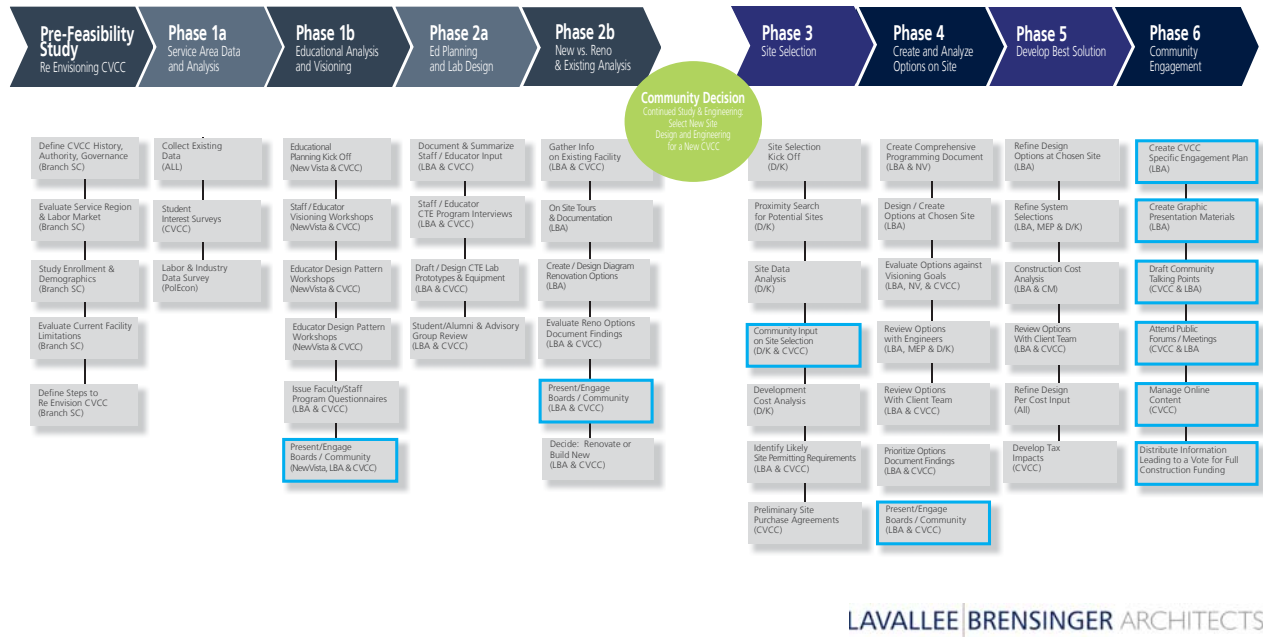 Pre-Feasibility
Study
Re Envisioning CVCC
Phase 1a
Service Area Data
and Analysis
Phase 1b
Educational Analysis
and Visioning
Phase 2a
Ed Planning
and Lab Design
Phase 2b
New vs. Reno
& Existing Analysis
Community Decision
Continued Study & Engineering:
Select New Site
Design and Engineering
for a New CVCC
Phase 3
Site Selection
Phase 4
Create and Analyze
Options on Site
Phase 5
Develop Best Solution
Phase 6
Community
Engagement
Define CVCC History,
Authority, Governance
(Branch SC)
Evaluate Service Region
& Labor Market
(Branch SC)
Study Enrollment &
Demographics
(Branch SC)
Evaluate Current Facility
Limitations
(Branch SC)
Define Steps to
Re Envision CVCC
(Branch SC)
Collect Existing
Data
(ALL)
Student
Interest Surveys
(CVCC)
Labor & Industry
Data Survey
(PolEcon)
Educational
Planning Kick Off
(New Vista & CVCC)
Staff / Educator
Visioning Workshops
(NewVista & CVCC)
Educator Design Pattern
Workshops
(NewVista & CVCC)
Educator Design Pattern
Workshops
(NewVista & CVCC)
Issue Faculty/Staff
Program Questionnaires
(LBA & CVCC)
Present/Engage
Boards / Community
(NewVista, LBA & CVCC)
Document & Summarize
Staff / Educator Input
(LBA & CVCC)
Staff / Educator
CTE Program Interviews
(LBA & CVCC)
Draft / Design CTE Lab
Prototypes & Equipment
(LBA & CVCC)
Student/Alumni & Advisory
Group Review
(LBA & CVCC)
Gather Info
on Existing Facility
(LBA & CVCC)
On Site Tours
& Documentation
(LBA)
Create / Design Diagram
Renovation Options
(LBA)
Evaluate Reno Options
Document Findings
(LBA & CVCC)
Present/Engage
Boards / Community
(LBA & CVCC)
Decide: Renovate or
Build New
(LBA & CVCC)
Site Selection
Kick Off
(D/K)
Proximity Search
for Potential Sites
(D/K)
Site Data
Analysis
(D/K)
Community Input
on Site Selection
(D/K & CVCC)
Development
Cost Analysis
(D/K)
Identify Likely
Site Permitting Requirements
(LBA & CVCC)
Preliminary Site
Purchase Agreements
(CVCC)
Create Comprehensive
Programming Document
(LBA & NV)
Design / Create
Options at Chosen Site
(LBA)
Evaluate Options against
Visioning Goals
(LBA, NV, & CVCC)
Review Options
with Engineers
(LBA, MEP & D/K)
Review Options
With Client Team
(LBA & CVCC)
Prioritize Options
Document Findings
(LBA & CVCC)
Present/Engage
Boards / Community
(LBA & CVCC)
Refine Design
Options at Chosen Site
(LBA)
Refine System
Selections
(LBA, MEP & D/K)
Construction Cost
Analysis
(LBA & CM)
Review Options
With Client Team
(LBA & CVCC)
Refine Design
Per Cost Input
(All)
Develop Tax
Impacts
(CVCC)
Create CVCC
Specific Engagement Plan
(LBA)
Create Graphic
Presentation Materials
(LBA)
Draft Community
Talking Points
(CVCC & LBA)
Attend Public
Forums / Meetings
(CVCC & LBA
Manage Online
Content
(CVCC)
Distribute Information
Leading to a Vote for Full
Construction Funding
LAVALLEE BRENSINGER ARCHITECTS